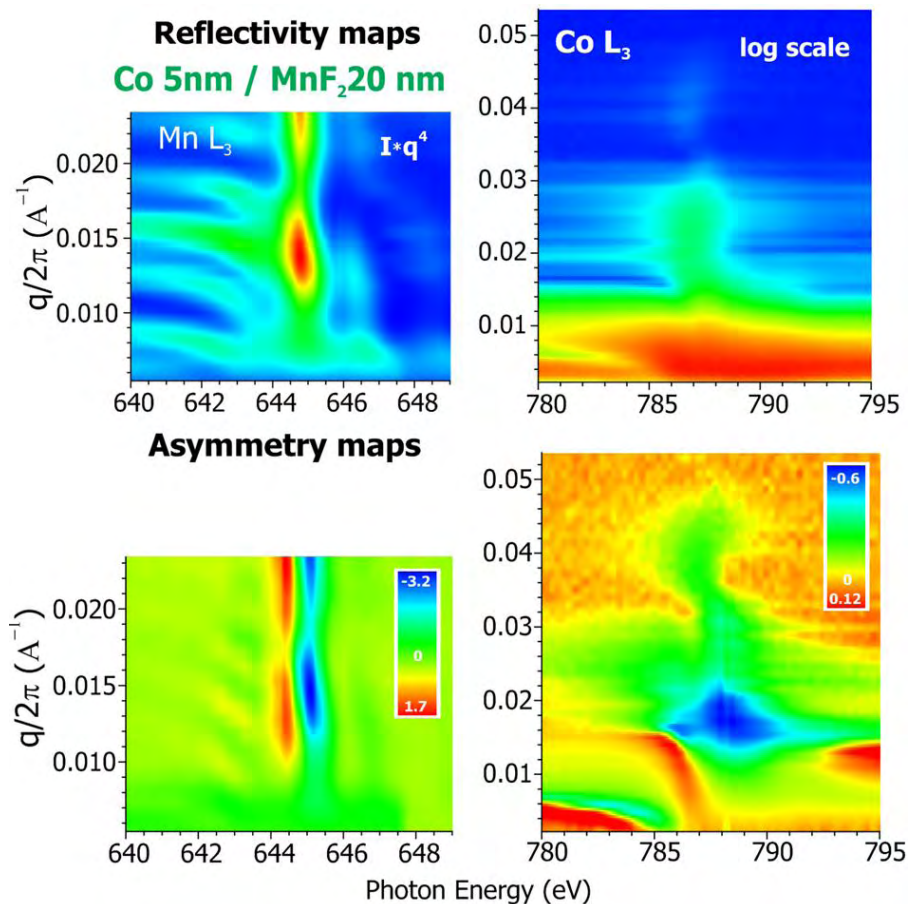 Reflectivity maps
Co 5nm / MnF₂20 nm
Mn L₃
I*q⁴
q/2π (A⁻¹)
0.020
0.015
0.010
640 642 644 646 648
Co L₃
log scale
0.05
0.04
0.03
0.02
0.01
780 785 790 795
Asymmetry maps
q/2π (A⁻¹)
0.020
0.015
0.010
-3.2
0
1.7
640 642 644 646 648
0.05
0.04
0.03
0.02
0.01
-0.6
0
0.12
780 785 790 795
Photon Energy (eV)